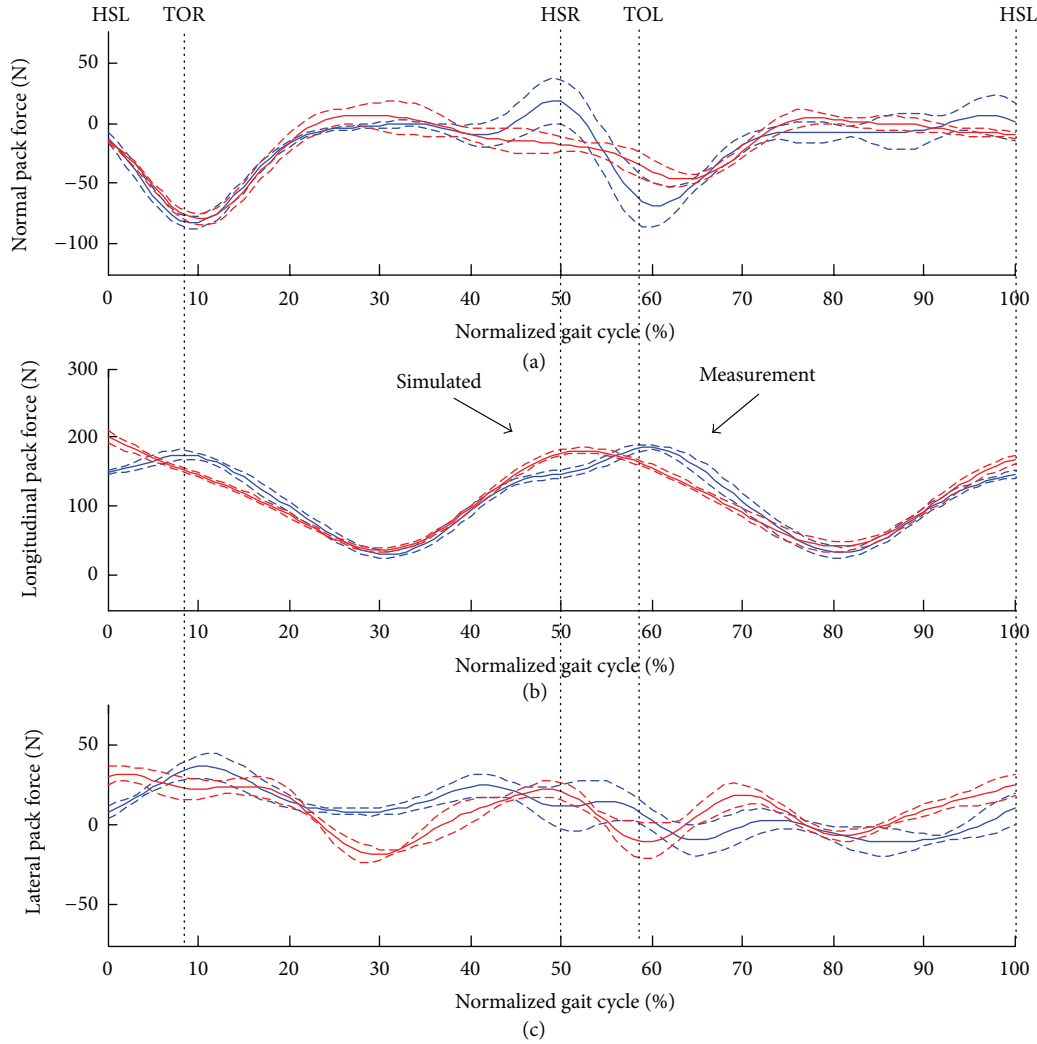 HSL TOR HSR TOL HSL
Normal pack force (N)
50
0
−50
−100
0 10 20 30 40 50 60 70 80 90 100
Normalized gait cycle (%)
(a)
Longitudinal pack force (N)
300
200
100
0
Simulated
Measurement
0 10 20 30 40 50 60 70 80 90 100
Normalized gait cycle (%)
(b)
Lateral pack force (N)
50
0
−50
0 10 20 30 40 50 60 70 80 90 100
Normalized gait cycle (%)
(c)